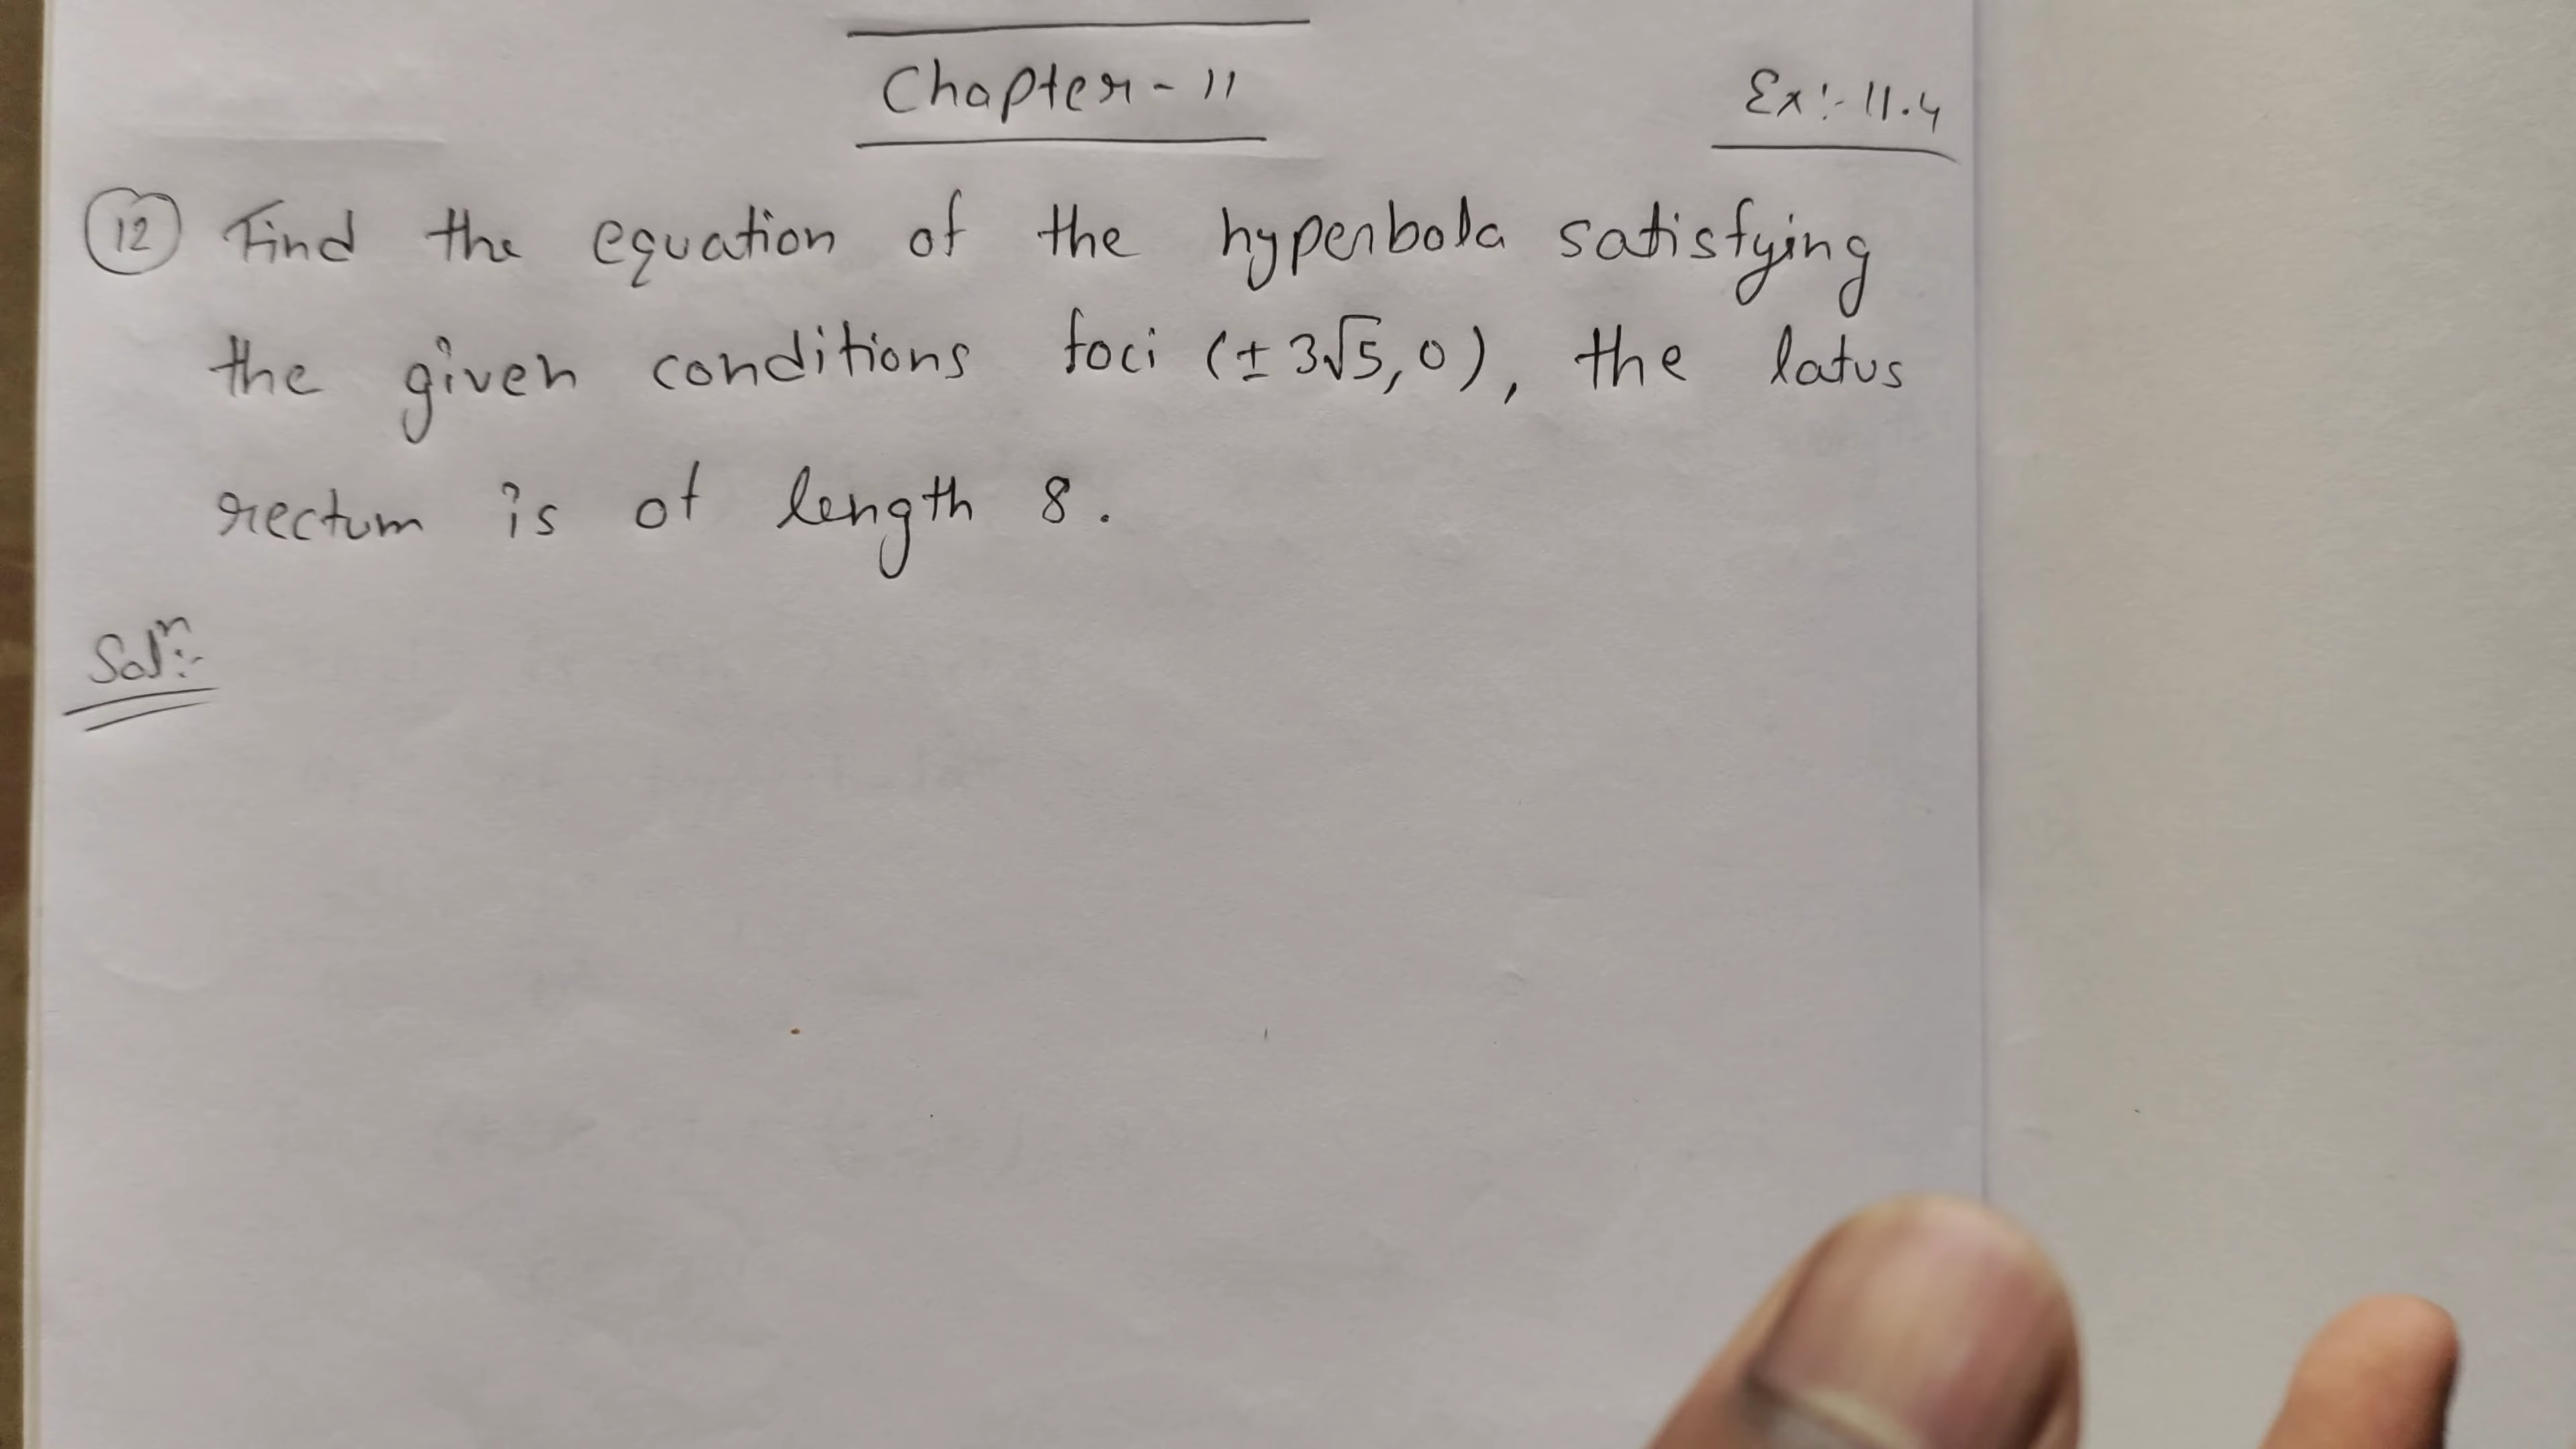 Chapter - 11
Ex:- 11.4
12 Find the equation of the hyperbola satisfying
the given conditions foci (± 3√5, 0), the latus
rectum is of length 8.
Solⁿ:-